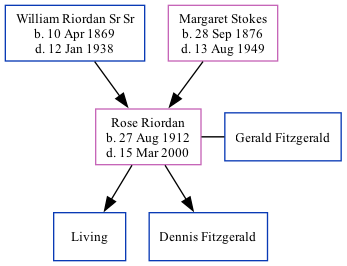 William Riordan Sr Sr
b. 10 Apr 1869
d. 12 Jan 1938
Margaret Stokes
b. 28 Sep 1876
d. 13 Aug 1949
Rose Riordan
b. 27 Aug 1912
d. 15 Mar 2000
Gerald Fitzgerald
Living
Dennis Fitzgerald